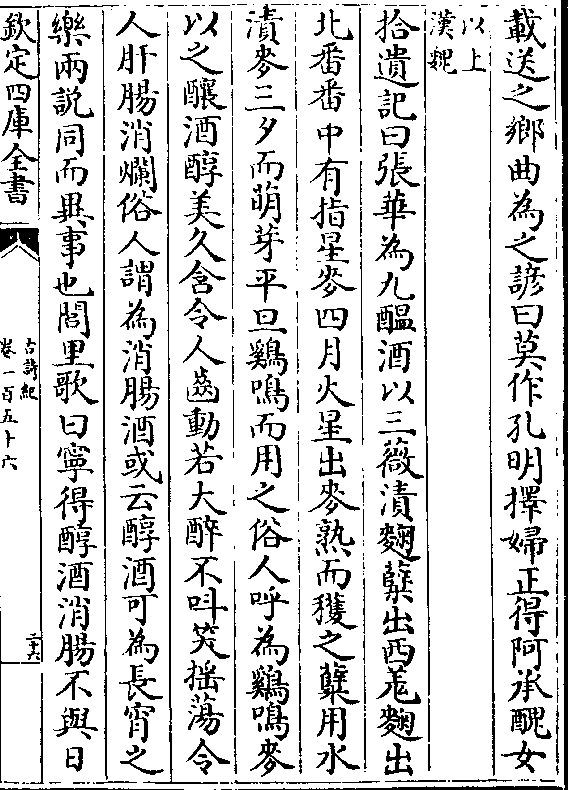 載送之鄉曲為之諺曰莫作孔明擇婦正得阿承醜女
以上
漢魏
拾遺記曰張華為九醖酒以三薇漬麴蘖出西羗麴出
北番番中有指星麥四月火星出麥熟而穫之蘖用水
漬麥三夕而萌芽平旦鷄鳴而用之俗人呼為鷄鳴麥
以之釀酒醇美久含令人齒動若大醉不呌笑搖蕩令
人肝腸消爛俗人謂為消腸酒或云醇酒可為長宵之
樂兩説同而異事也閭里歌曰寧得醇酒消腸不與日
欽定四庫全書
古詩紀
卷一百五十六
二十六